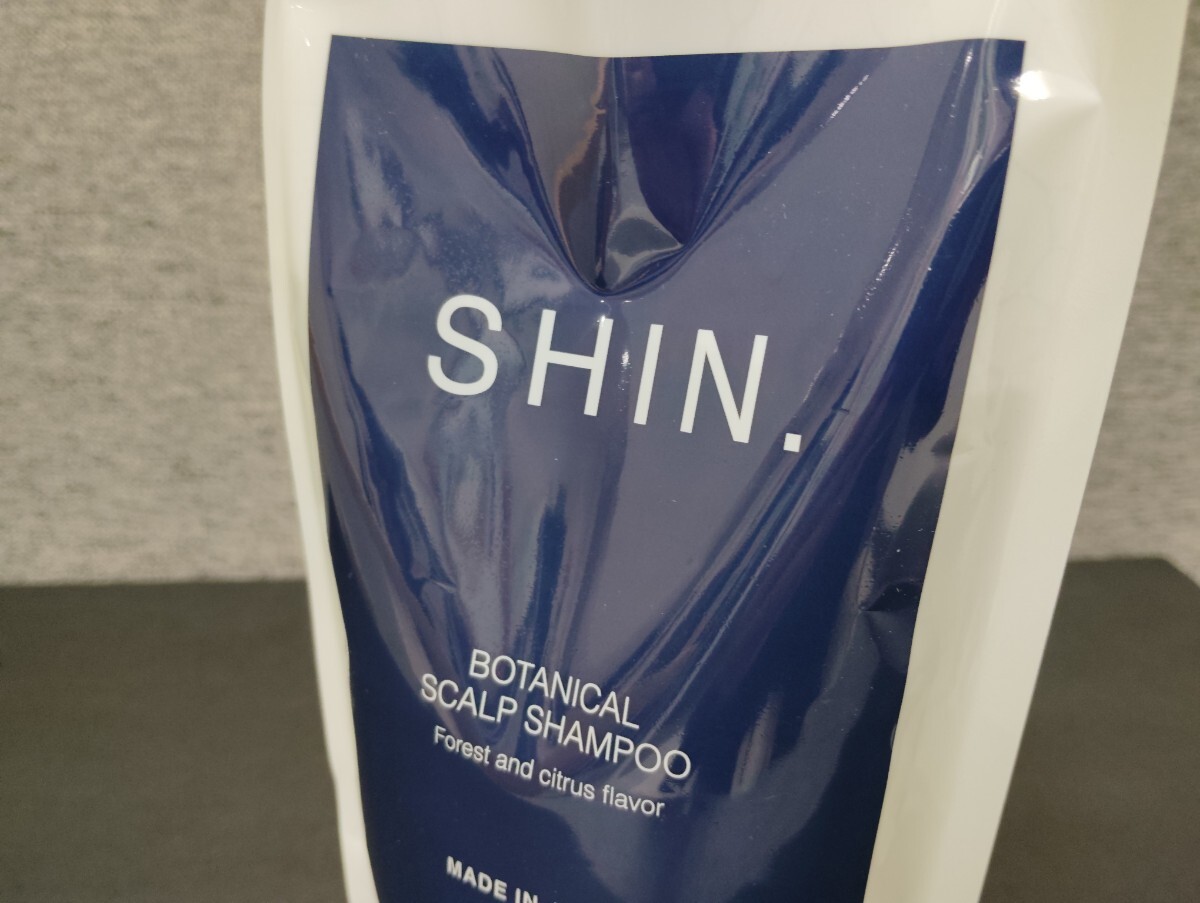 SHIN.
BOTANICAL
SCALP SHAMPOO
Forest and citrus flavor
MADE IN